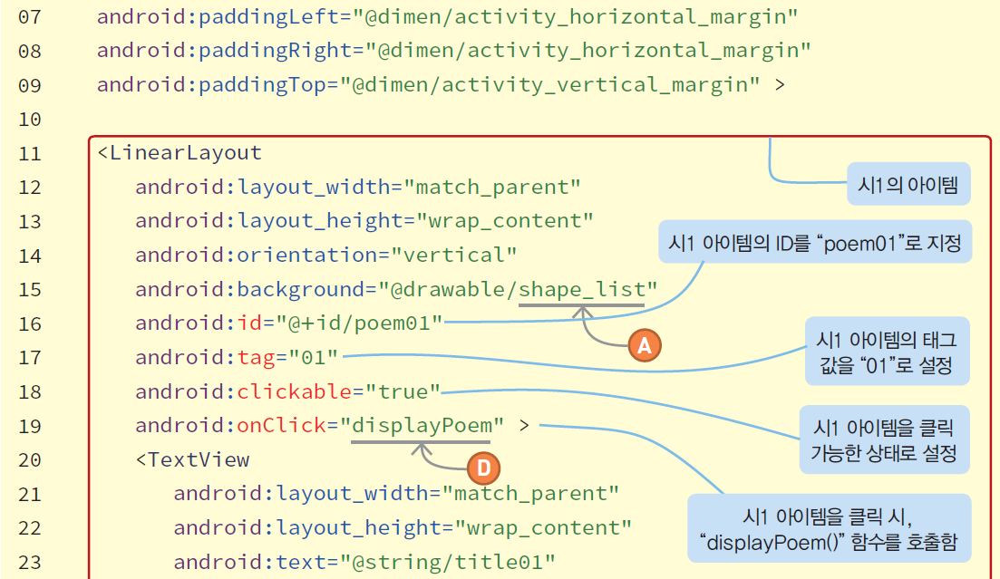 07 android:paddingLeft="@dimen/activity_horizontal_margin"
08 android:paddingRight="@dimen/activity_horizontal_margin"
09 android:paddingTop="@dimen/activity_vertical_margin" >
10
11 <LinearLayout
12 android:layout_width="match_parent"
시1의 아이템
13 android:layout_height="wrap_content"
14 android:orientation="vertical"
시1 아이템의 ID를 “poem01”로 지정
15 android:background="@drawable/shape_list"
16 android:id="@+id/poem01"
A
17 android:tag="01"
시1 아이템의 태그
값을 “01”로 설정
18 android:clickable="true"
19 android:onClick="displayPoem" >
시1 아이템을 클릭
가능한 상태로 설정
20 <TextView
D
21 android:layout_width="match_parent"
22 android:layout_height="wrap_content"
시1 아이템을 클릭 시,
“displayPoem()” 함수를 호출함
23 android:text="@string/title01"